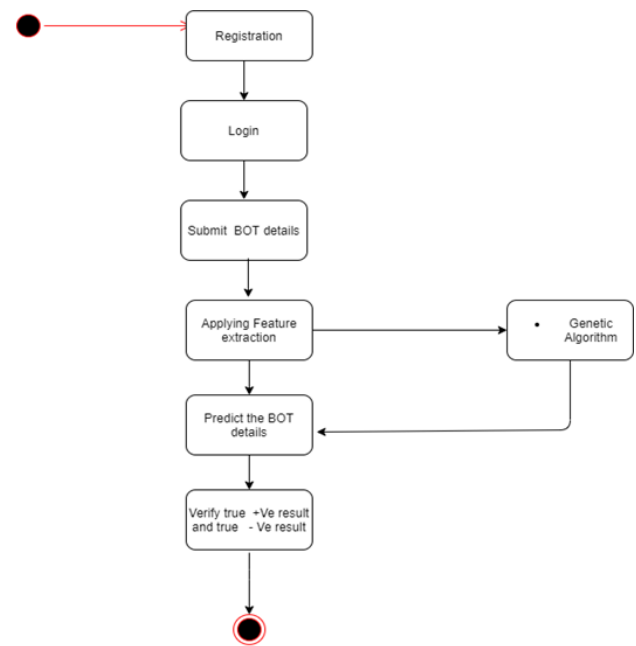 Registration
Login
Submit BOT details
Applying Feature
extraction
• Genetic
Algorithm
Predict the BOT
details
Verify true +Ve result
and true - Ve result